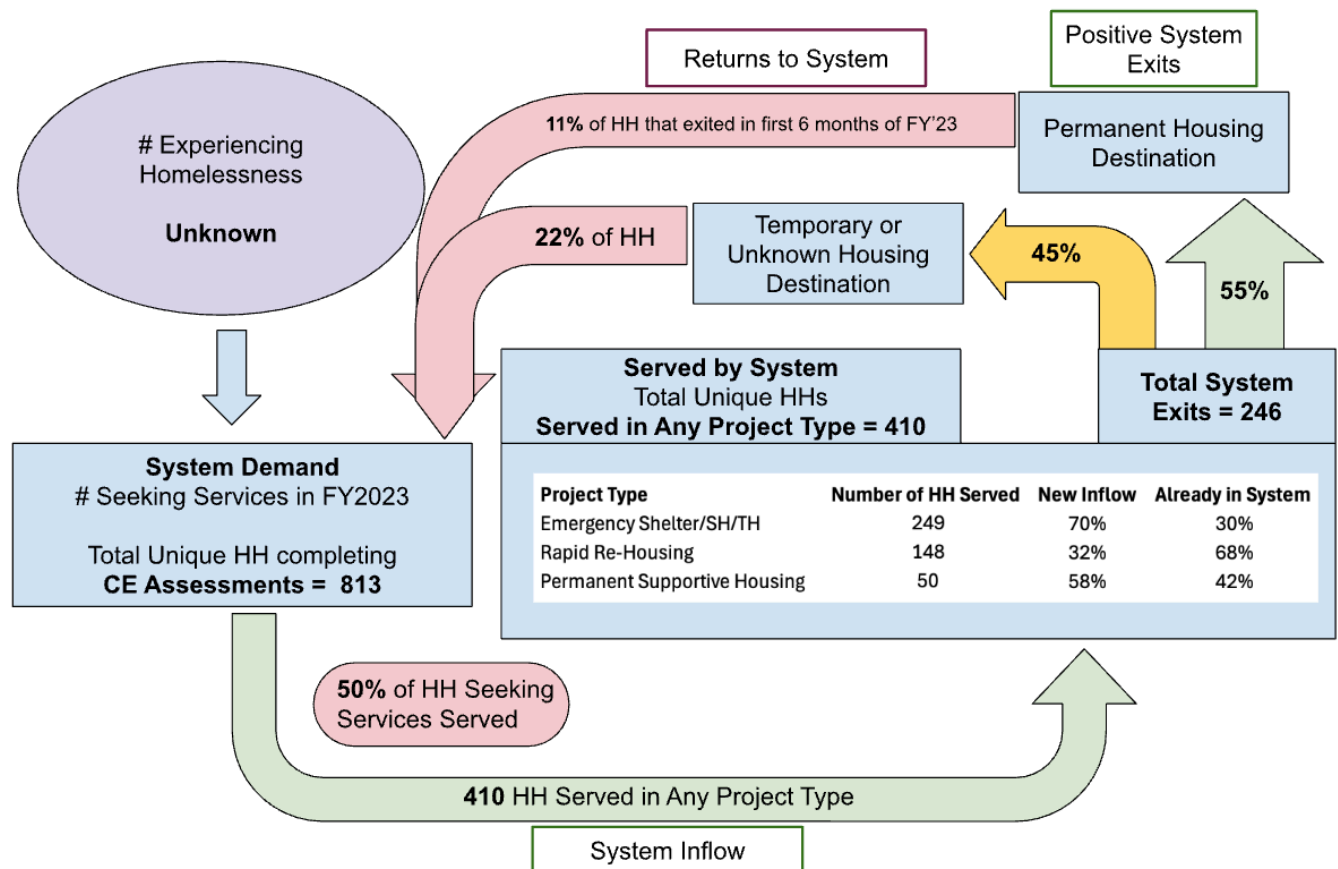 Returns to System
Positive System
Exits
# Experiencing
Homelessness
Unknown
11% of HH that exited in first 6 months of FY'23
Permanent Housing
Destination
22% of HH
Temporary or
Unknown Housing
Destination
45%
55%
Served by System
Total Unique HHs
Served in Any Project Type = 410
Total System
Exits = 246
System Demand
# Seeking Services in FY2023
Total Unique HH completing
CE Assessments = 813
Project Type Number of HH Served New Inflow Already in System
Emergency Shelter/SH/TH 249 70% 30%
Rapid Re-Housing 148 32% 68%
Permanent Supportive Housing 50 58% 42%
50% of HH Seeking
Services Served
410 HH Served in Any Project Type
System Inflow